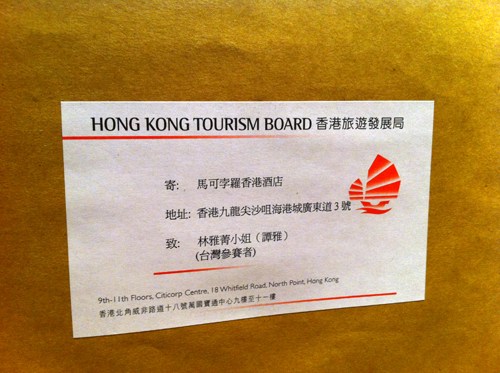 HONG KONG TOURISM BOARD 香港旅遊發展局
寄: 馬可孛羅香港酒店
地址: 香港九龍尖沙咀海港城廣東道3號
致: 林雅菁小姐（譚雅）
(台灣參賽者)
9th-11th Floors, Citicorp Centre, 18 Whitfield Road, North Point, Hong Kong
香港北角威非路道十八號萬國寶通中心九樓至十一樓